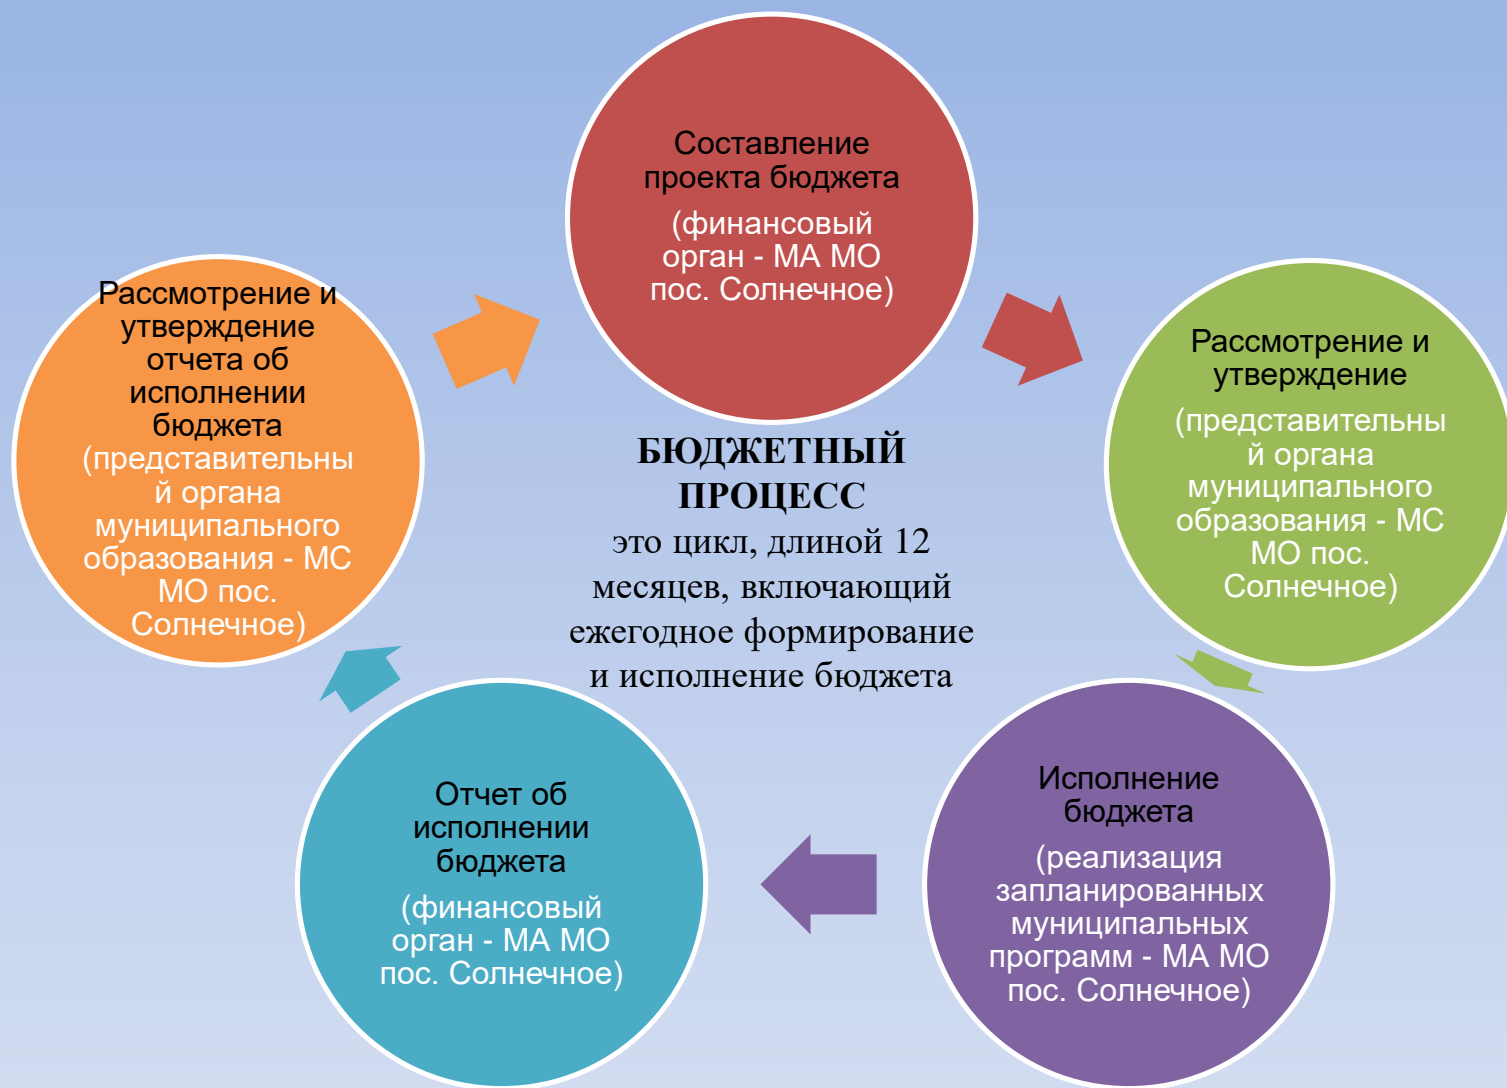 Составление
проекта бюджета
(финансовый
орган - МА МО
пос. Солнечное)
Рассмотрение и
утверждение
(представительны
й органа
муниципального
образования - МС
МО пос.
Солнечное)
Исполнение
бюджета
(реализация
запланированных
муниципальных
программ - МА МО
пос. Солнечное)
Отчет об
исполнении
бюджета
(финансовый
орган - МА МО
пос. Солнечное)
Рассмотрение и
утверждение
отчета об
исполнении
бюджета
(представительны
й органа
муниципального
образования - МС
МО пос.
Солнечное)
БЮДЖЕТНЫЙ
ПРОЦЕСС
это цикл, длиной 12
месяцев, включающий
ежегодное формирование
и исполнение бюджета